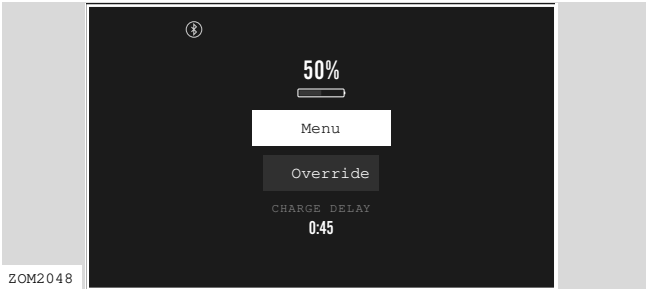 50%
Menu
Override
CHARGE DELAY
0:45
ZOM2048